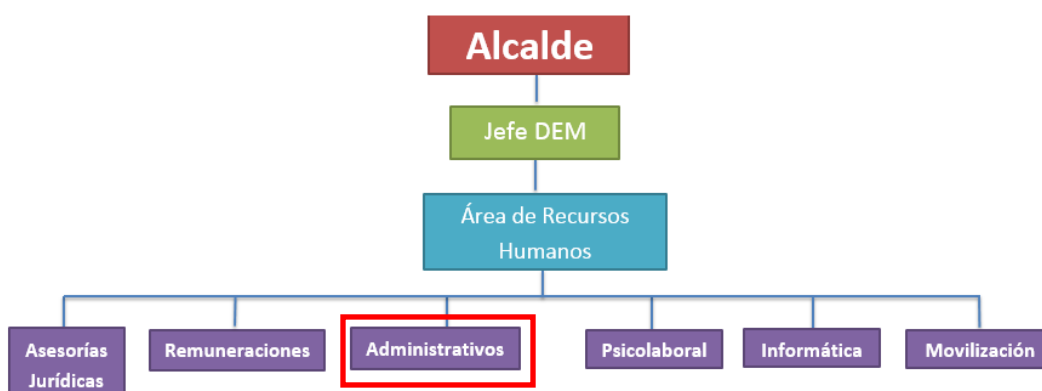 Alcalde
Jefe DEM
Área de Recursos
Humanos
Asesorías
Jurídicas
Remuneraciones
Administrativos
Psicolaboral
Informática
Movilización